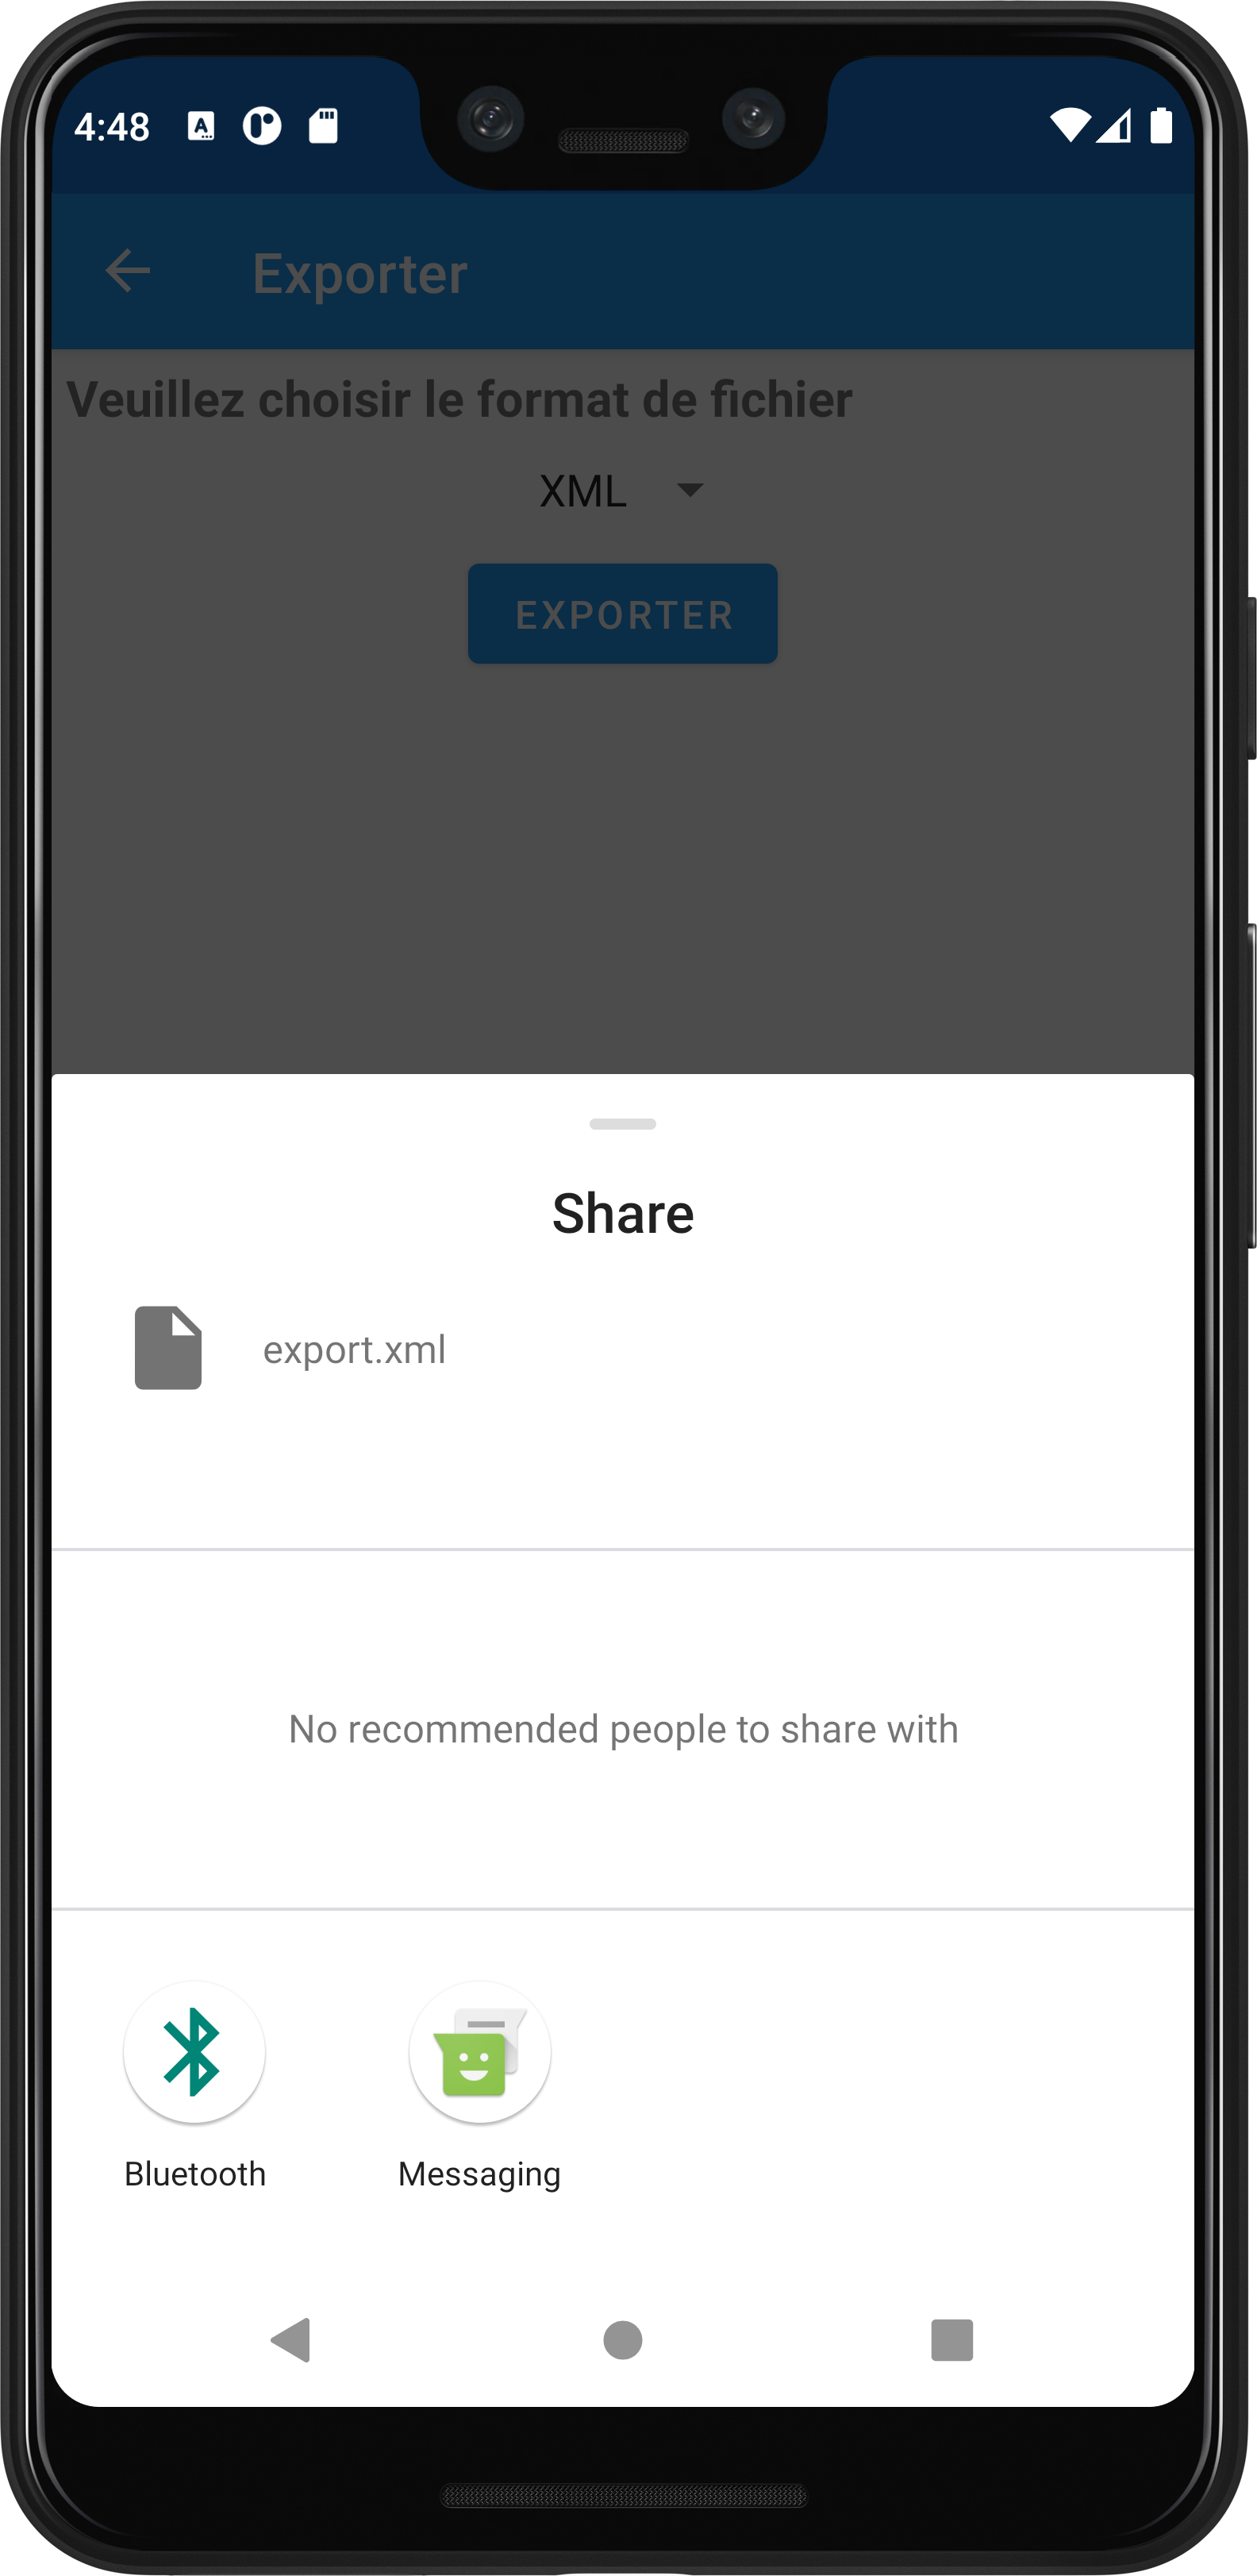 4:48
Exporter
Veuillez choisir le format de fichier
XML
EXPORTER
Share
export.xml
No recommended people to share with
Bluetooth
Messaging